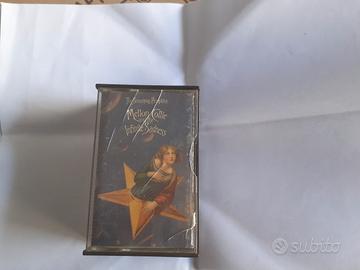 The Smashing Pumpkins
Mellon Collie
and the
Infinite Sadness
subito